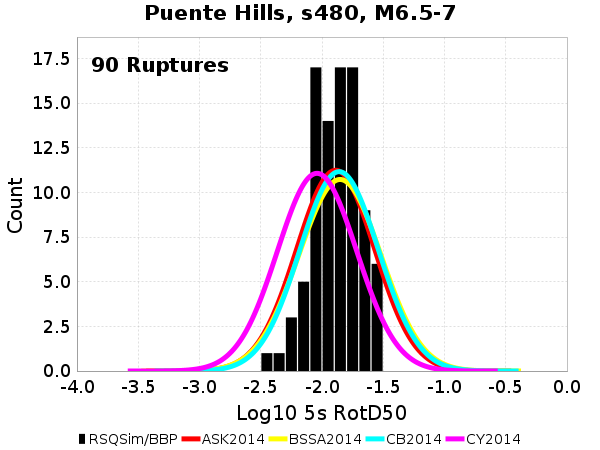 Puente Hills, s480, M6.5-7
90 Ruptures
Count
17.5
15.0
12.5
10.0
7.5
5.0
2.5
0.0
-4.0 -3.5 -3.0 -2.5 -2.0 -1.5 -1.0 -0.5 0.0
Log10 5s RotD50
RSQSim/BBP ASK2014 BSSA2014 CB2014 CY2014